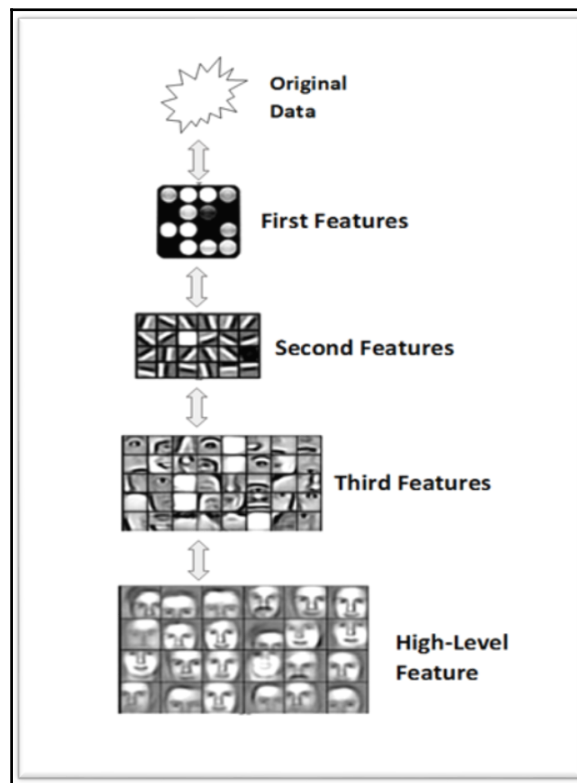 Original
Data
First Features
Second Features
Third Features
High-Level
Feature